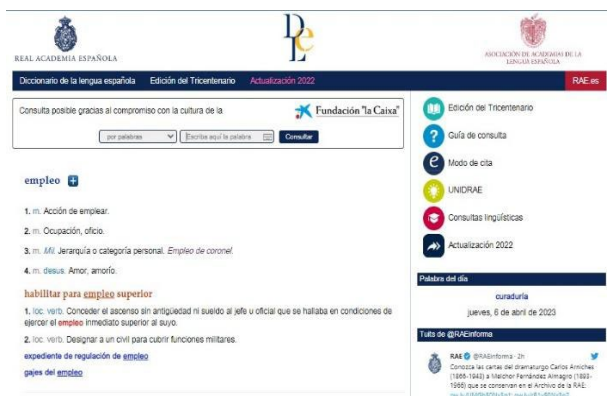 REAL ACADEMIA ESPAÑOLA
DLE
ASOCIACIÓN DE ACADEMIAS DE LA
LENGUA ESPAÑOLA
Diccionario de la lengua española Edición del Tricentenario Actualización 2022 RAE.es
Consulta posible gracias al compromiso con la cultura de la Fundación "la Caixa"
por palabras Escriba aquí la palabra Consultar
empleo
1. m. Acción de emplear.
2. m. Ocupación, oficio.
3. m. Mil. Jerarquía o categoría personal. Empleo de coronel.
4. m. desus. Amor, amorío.
habilitar para empleo superior
1. loc. verb. Conceder el ascenso sin antigüedad ni sueldo al jefe u oficial que se hallaba en condiciones de
ejercer el empleo inmediato superior al suyo.
2. loc. verb. Designar a un civil para cubrir funciones militares.
expediente de regulación de empleo
gajes del empleo
Edición del Tricentenario
? Guía de consulta
e Modo de cita
UNIDRAE
Consultas lingüísticas
Actualización 2022
Palabra del día
curaduría
jueves, 6 de abril de 2023
Tuits de @RAEinforma
RAE @RAEinforma · 2h
Conozca las cartas del dramaturgo Carlos Arniches
(1866-1943) a Melchor Fernández Almagro (1893-
1966) que se conservan en el Archivo de la RAE: